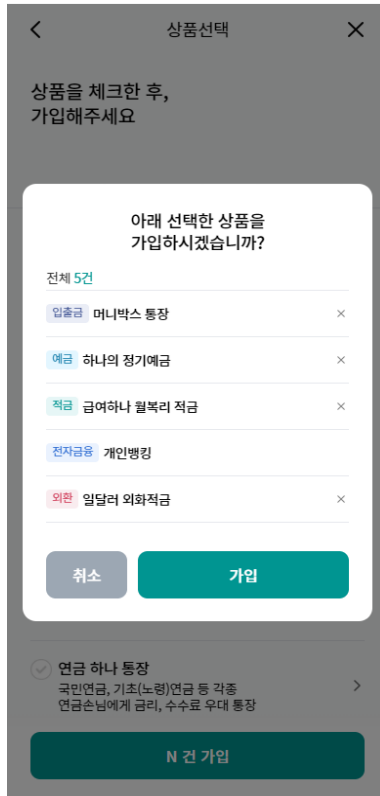 상품선택
상품을 체크한 후,
가입해주세요
아래 선택한 상품을
가입하시겠습니까?
전체 5건
입출금 머니박스 통장
예금 하나의 정기예금
적금 급여하나 월복리 적금
전자금융 개인뱅킹
외환 일달러 외화적금
취소 가입
연금 하나 통장
국민연금, 기초(노령)연금 등 각종
연금손님에게 금리, 수수료 우대 통장
N 건 가입